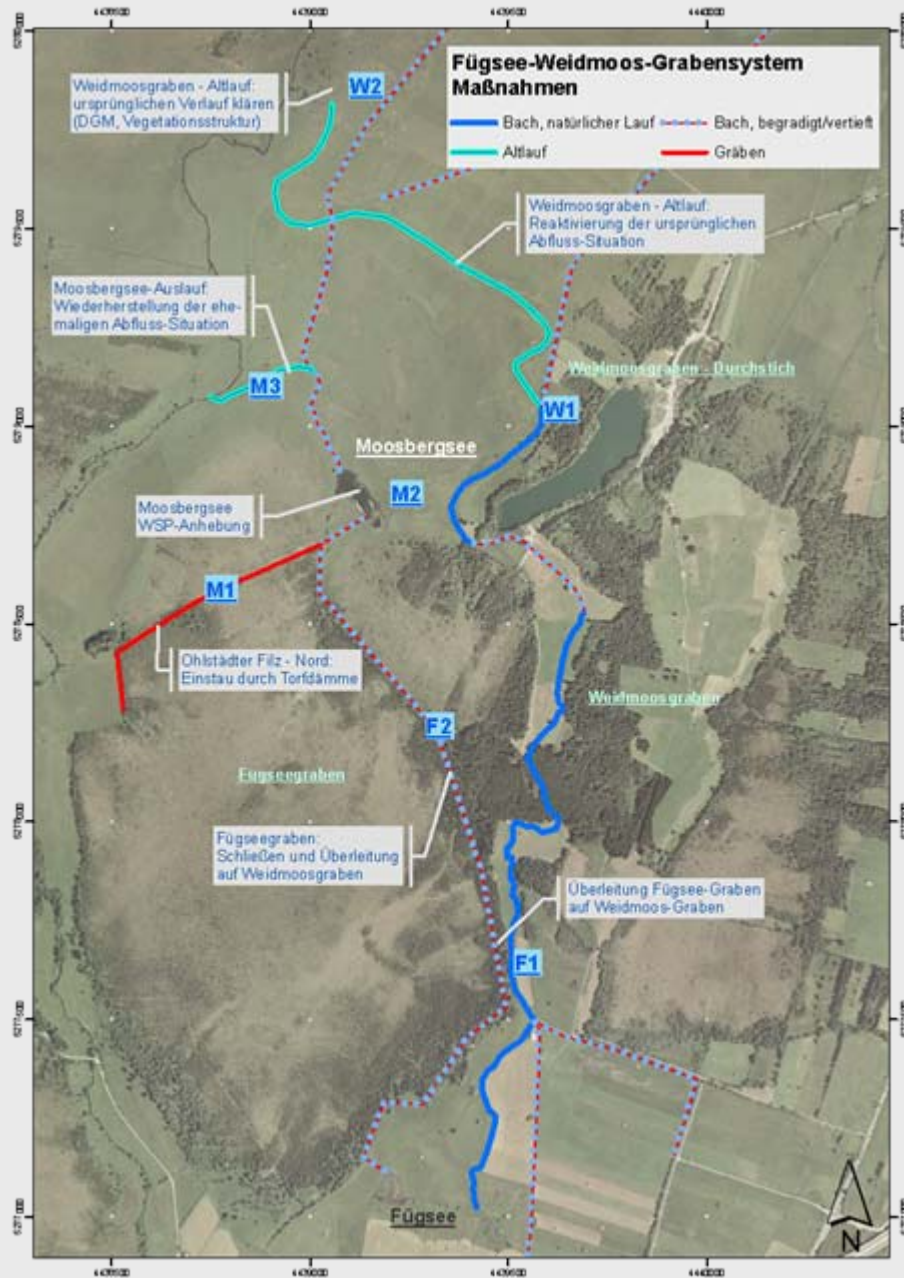 Fügsee-Weidmoos-Grabensystem
Maßnahmen
Bach, natürlicher Lauf
Bach, begradigt/vertieft
Altlauf
Gräben
Weidmoosgraben - Altlauf:
ursprünglichen Verlauf klären
(DGM, Vegetationsstruktur)
W2
Weidmoosgraben - Altlauf:
Reaktivierung der ursprünglichen
Abfluss-Situation
Moosbergsee-Auslauf:
Wiederherstellung der ehe-
maligen Abfluss-Situation
M3
Weidmoosgraben - Durchstich
W1
Moosbergsee
M2
Moosbergsee
WSP-Anhebung
M1
Ohlstädter Filz - Nord:
Einstau durch Torfdämme
Weidmoosgraben
F2
Fügseegraben
Fügseegraben:
Schließen und Überleitung
auf Weidmoosgraben
Überleitung Fügsee-Graben
auf Weidmoos-Graben
F1
Fügsee
N